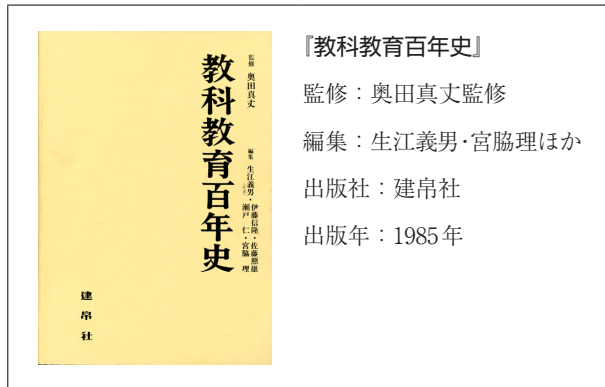 教科教育百年史
監修 奥田真丈
編集 生江義男・伊藤信隆・佐藤照雄
瀬戸 仁・宮脇 理
建帛社
『教科教育百年史』
監修：奥田真丈監修
編集：生江義男・宮脇理ほか
出版社：建帛社
出版年：1985年